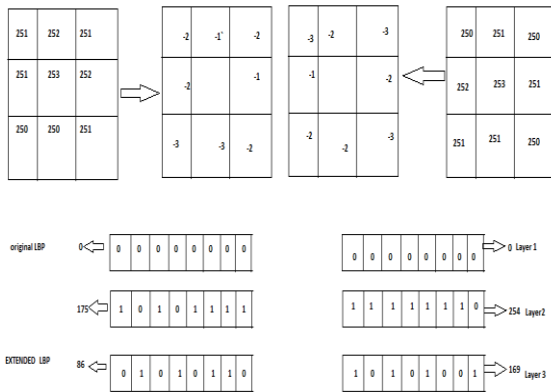 251 252 251 -2 -1` -2 -3 -2 -3 250 251 250
251 253 252 -2 -1 -1 -2 252 253 251
250 250 251 -3 -3 -2 -2 -2 -3 251 251 250
original LBP 0 0 0 0 0 0 0 0 0 0 0 0 0 0 0 0 0 0 Layer 1
175 1 0 1 0 1 1 1 1 1 1 1 1 1 1 1 0 254 Layer2
EXTENDED LBP 86 0 1 0 1 0 1 1 0 1 0 1 0 1 0 0 1 169 Layer 3